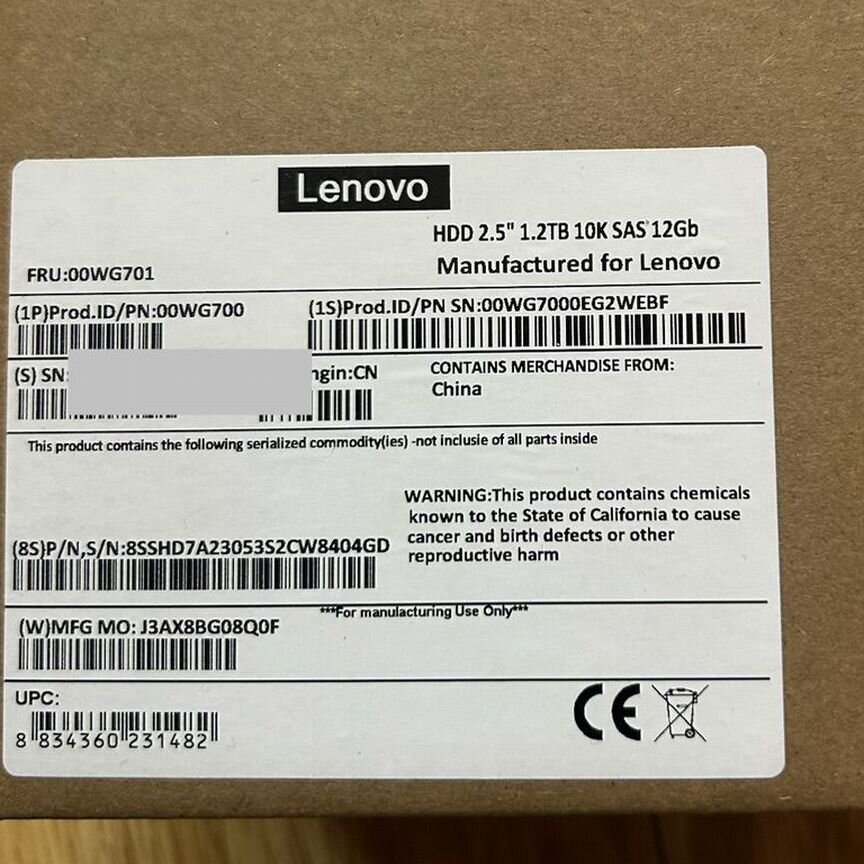 Lenovo
HDD 2.5" 1.2TB 10K SAS 12Gb
Manufactured for Lenovo
FRU:00WG701
(1P)Prod.ID/PN:00WG700
(1S)Prod.ID/PN SN:00WG7000EG2WEBF
(S) SN:
ngin:CN
CONTAINS MERCHANDISE FROM:
China
This product contains the following serialized commodity(ies) -not inclusie of all parts inside
WARNING:This product contains chemicals
known to the State of California to cause
cancer and birth defects or other
reproductive harm
(8S)P/N,S/N:8SSHD7A23053S2CW8404GD
***For manulacturing Use Only***
(W)MFG MO: J3AX8BG08Q0F
UPC:
8 834360 231482
CE